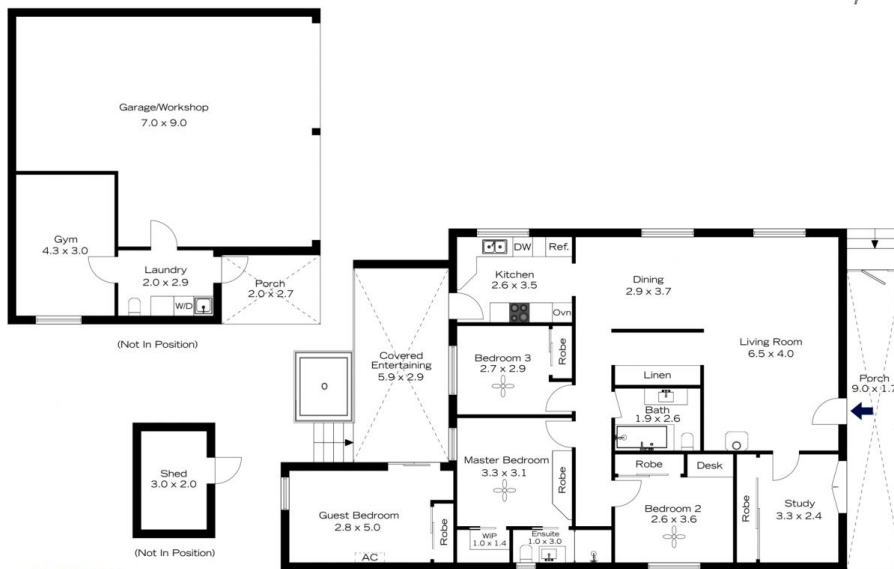 Garage/Workshop
7.0 x 9.0
Gym
4.3 x 3.0
Laundry
2.0 x 2.9
W/D
Porch
2.0 x 2.7
(Not In Position)
Shed
3.0 x 2.0
(Not In Position)
Covered
Entertaining
5.9 x 2.9
Guest Bedroom
2.8 x 5.0
AC
Robe
Kitchen
2.6 x 3.5
DW
Ref.
Ovn
Bedroom 3
2.7 x 2.9
Robe
Master Bedroom
3.3 x 3.1
Robe
WIP
1.0 x 1.4
Ensuite
1.0 x 3.0
Dining
2.9 x 3.7
Linen
Bath
1.9 x 2.6
Living Room
6.5 x 4.0
Porch
9.0 x 1.7
Robe
Desk
Bedroom 2
2.6 x 3.6
Robe
Study
3.3 x 2.4